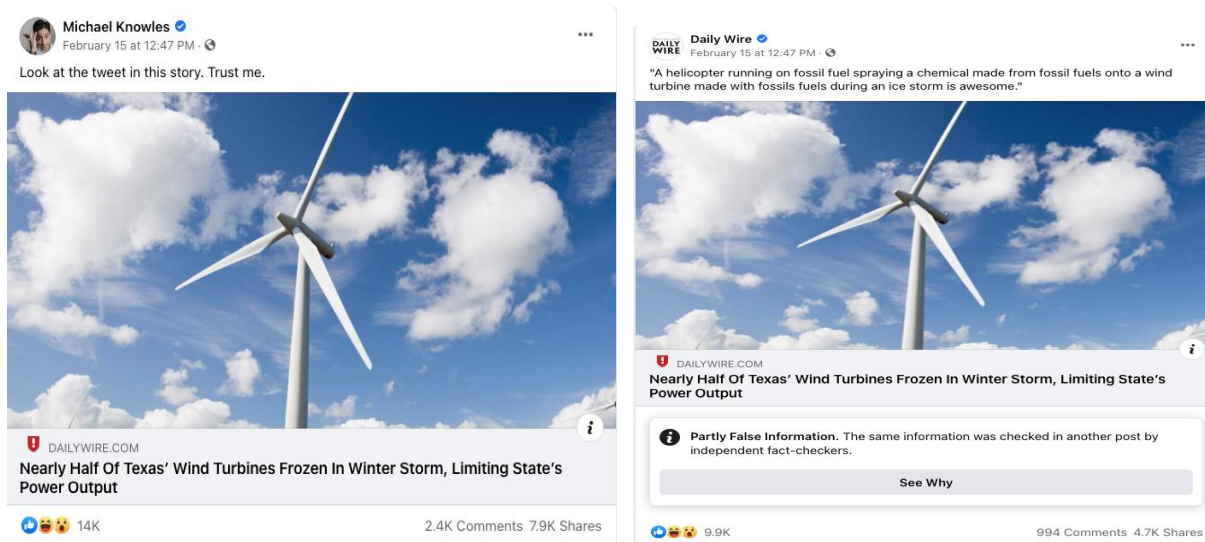 Michael Knowles
February 15 at 12:47 PM ·
Look at the tweet in this story. Trust me.
i
DAILYWIRE.COM
Nearly Half Of Texas’ Wind Turbines Frozen In Winter Storm, Limiting State’s
Power Output
14K
2.4K Comments 7.9K Shares
DAILY
WIRE
Daily Wire
February 15 at 12:47 PM ·
"A helicopter running on fossil fuel spraying a chemical made from fossil fuels onto a wind
turbine made with fossils fuels during an ice storm is awesome."
i
DAILYWIRE.COM
Nearly Half Of Texas’ Wind Turbines Frozen In Winter Storm, Limiting State’s
Power Output
i
Partly False Information. The same information was checked in another post by
independent fact-checkers.
See Why
9.9K
994 Comments 4.7K Shares